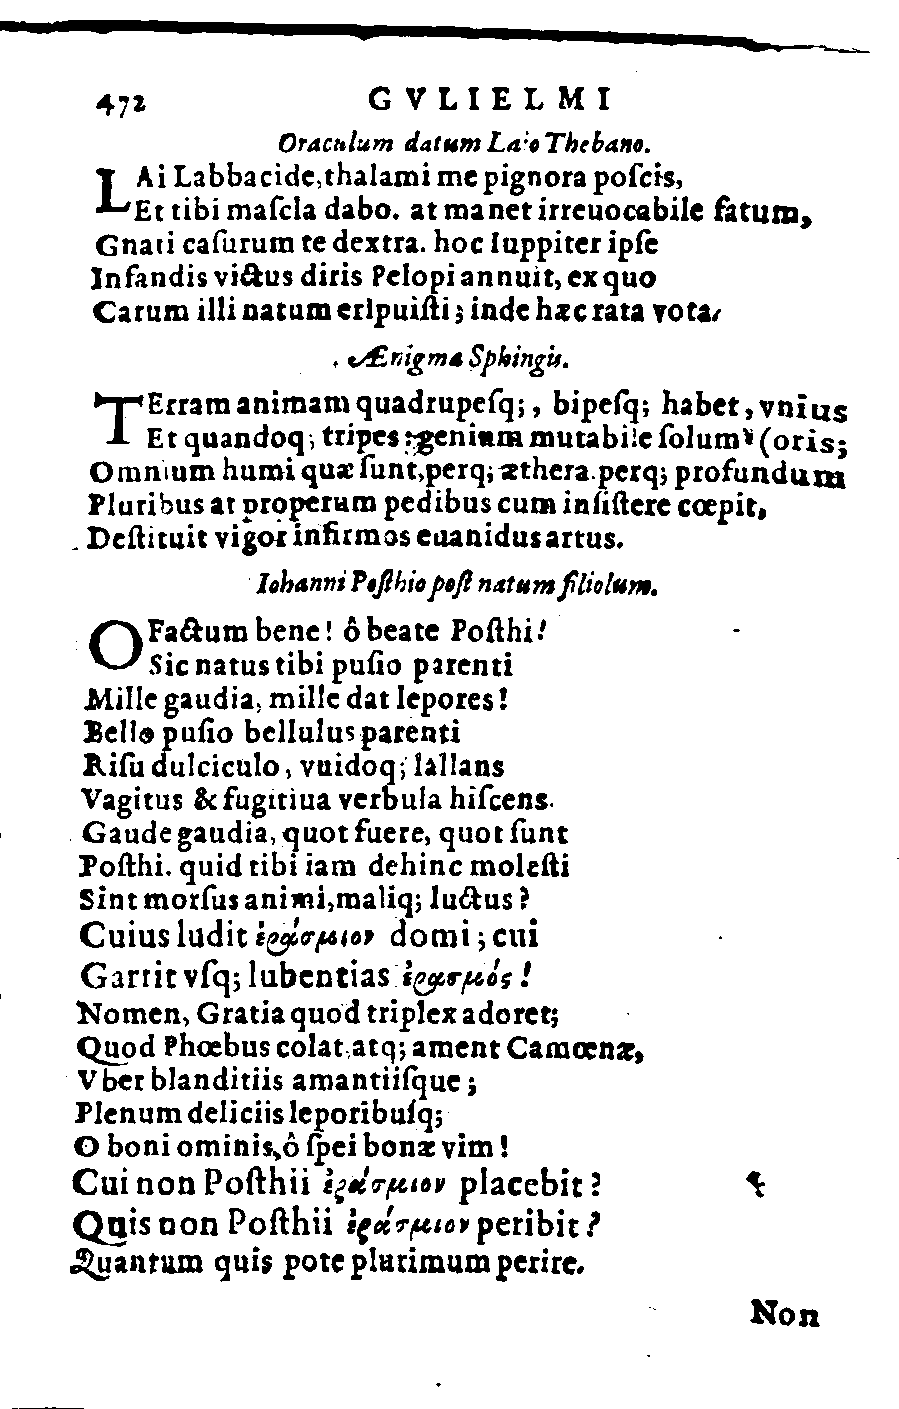 472 GVLIELMI
Oraculum datum Laio Thebano.
LAi Labbacide, thalami me pignora poſcis,
Et tibi maſcla dabo. at manet irreuocabile fatum,
Gnati caſurum te dextra. hoc Iuppiter ipſe
Infandis victus diris Pelopi annuit, ex quo
Carum illi natum eripuiſti; inde hæc rata vota.
Ænigma Sphingis.
TErram animam quadrupeſq;, bipeſq; habet, vnius
Et quandoq; tripes: genium mutabile ſolum (oris;
Omnium humi quæ ſunt, perq; æthera perq; profundum
Pluribus at properum pedibus cum inſiſtere cœpit,
Deſtituit vigor infirmos euanidus artus.
Iohanni Poſthio poſt natum filiolum.
O Factum bene! ô beate Poſthi!
Sic natus tibi puſio parenti
Mille gaudia, mille dat lepores!
Bello puſio bellulus parenti
Riſu dulciculo, vuidoq; lallans
Vagitus & fugitiua verbula hiſcens.
Gaude gaudia, quot fuere, quot ſunt
Poſthi. quid tibi iam dehinc moleſti
Sint morſus animi, maliq; luctus?
Cuius ludit ἐράσμιον domi; cui
Garrit vſq; lubentias ἐρασμός!
Nomen, Gratia quod triplex adoret;
Quod Phœbus colat, atq; ament Camœnæ,
Vber blanditiis amantiiſque;
Plenum deliciis leporibuſq;
O boni ominis, ô ſpei bonæ vim!
Cui non Poſthii ἐράσμιον placebit?
Quis non Poſthii ἐράσμιον peribit?
Quantum quis pote plurimum perire.
Non